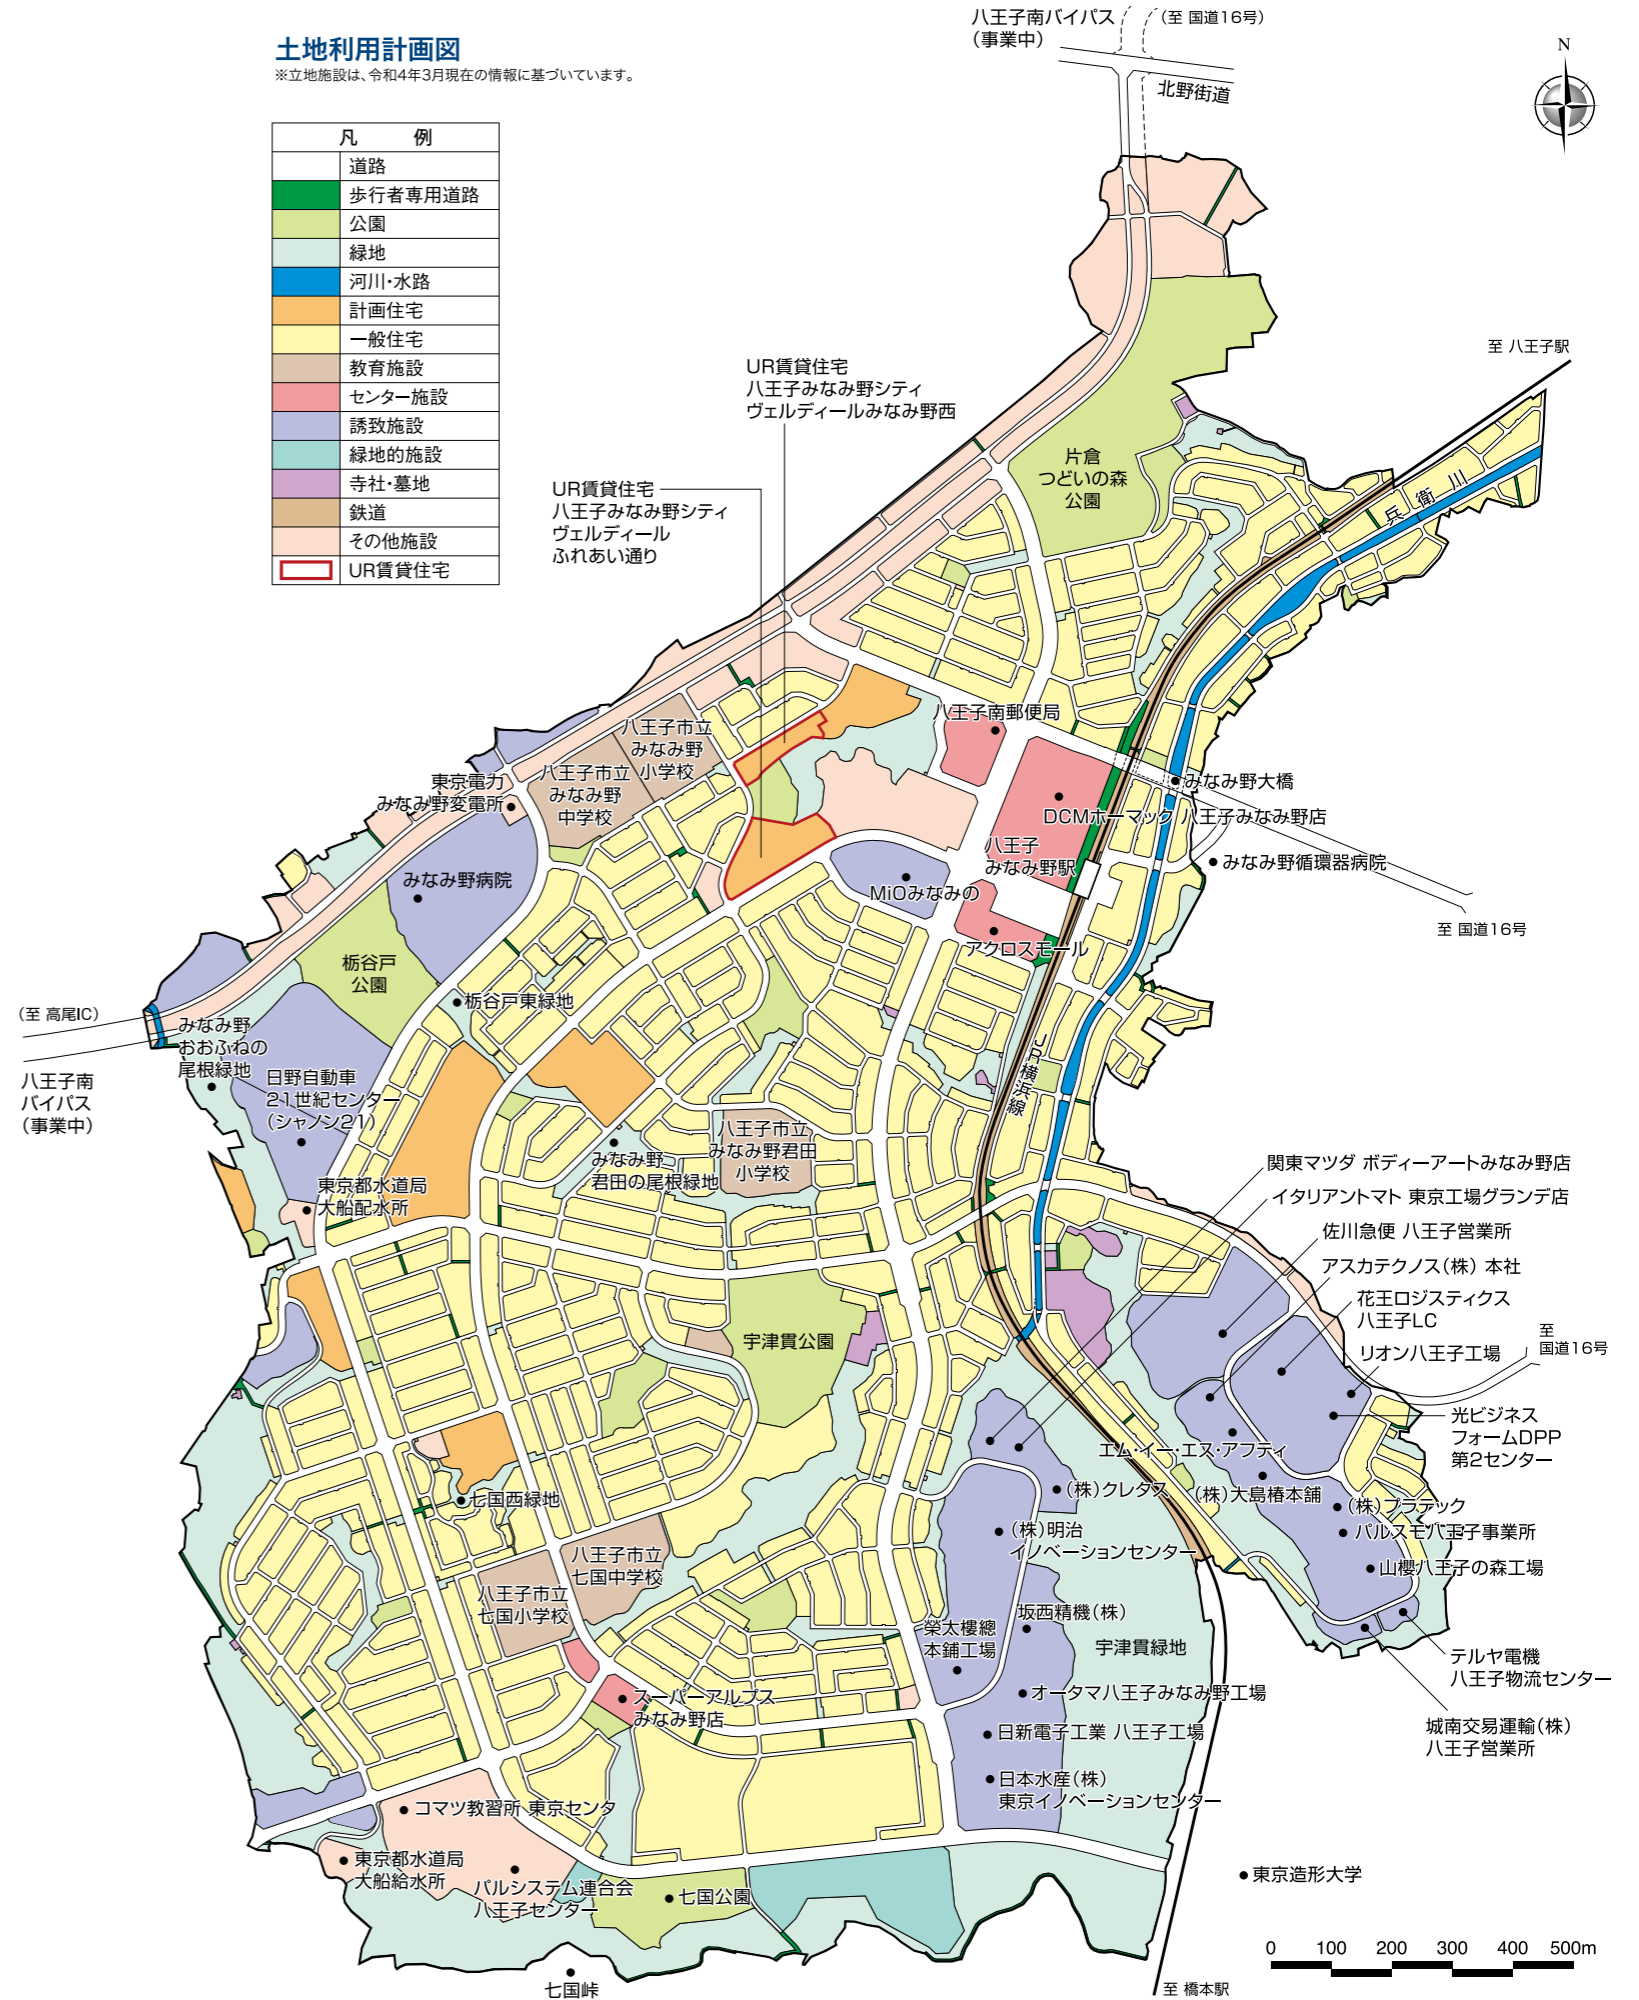 土地利用計画図
※立地施設は、令和4年3月現在の情報に基づいています。
凡 例
道路
歩行者専用道路
公園
緑地
河川・水路
計画住宅
一般住宅
教育施設
センター施設
誘致施設
緑地的施設
寺社・墓地
鉄道
その他施設
UR賃貸住宅
八王子南バイパス
（事業中）
（至 国道16号）
北野街道
N
至 八王子駅
UR賃貸住宅
八王子みなみ野シティ
ヴェルディールみなみ野西
UR賃貸住宅
八王子みなみ野シティ
ヴェルディール
ふれあい通り
片倉
つどいの森
公園
兵衛川
八王子南郵便局
八王子市立
みなみ野
小学校
八王子市立
みなみ野
中学校
東京電力
みなみ野変電所
みなみ野大橋
DCMホーマック 八王子みなみ野店
八王子
みなみ野駅
みなみ野循環器病院
みなみ野病院
MiOみなみの
アクロスモール
至 国道16号
栃谷戸
公園
栃谷戸東緑地
（至 高尾IC）
八王子南
バイパス
（事業中）
みなみ野
おおふねの
尾根緑地
日野自動車
21世紀センター
（シャノン21）
JR横浜線
八王子市立
みなみ野君田
小学校
みなみ野
君田の尾根緑地
東京都水道局
大船配水所
関東マツダ ボディーアートみなみ野店
イタリアントマト 東京工場グランデ店
佐川急便 八王子営業所
アスカテクノス（株） 本社
花王ロジスティクス
八王子LC
リオン八王子工場
至
国道16号
宇津貫公園
光ビジネス
フォームDPP
第2センター
エム・イー・エス・アフティ
（株）クレタス
（株）大島椿本舗
（株）プラテック
パルスモ八王子事業所
山櫻八王子の森工場
（株）明治
イノベーションセンター
七国西緑地
八王子市立
七国中学校
八王子市立
七国小学校
坂西精機（株）
榮太樓總
本鋪工場
宇津貫緑地
テルヤ電機
八王子物流センター
城南交易運輸（株）
八王子営業所
スーパーアルプス
みなみ野店
オータマ八王子みなみ野工場
日新電子工業 八王子工場
日本水産（株）
東京イノベーションセンター
コマツ教習所 東京センタ
東京都水道局
大船給水所
パルシステム連合会
八王子センター
七国公園
東京造形大学
七国峠
至 橋本駅
0 100 200 300 400 500m